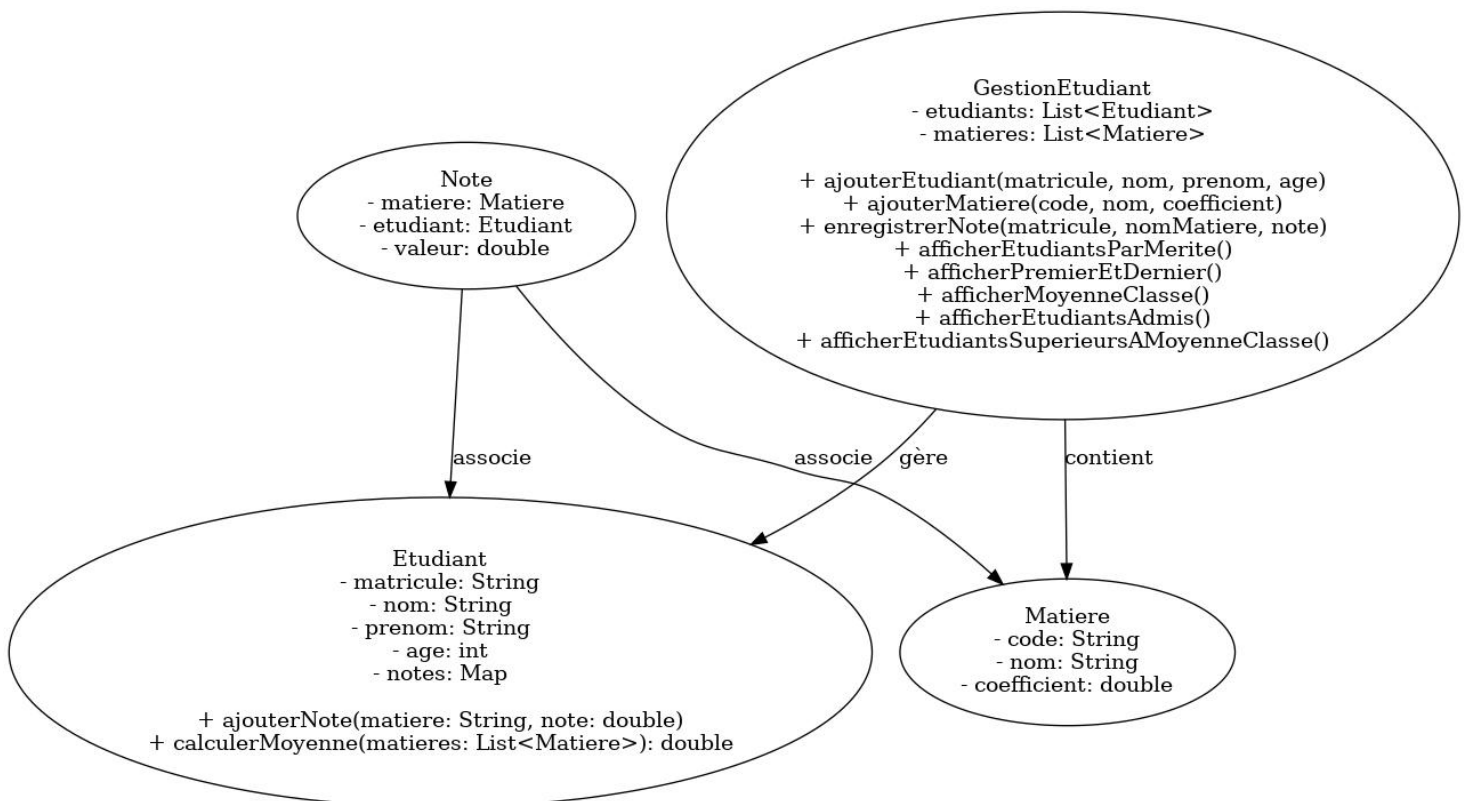 GestionEtudiant
- etudiants: List<Etudiant>
- matieres: List<Matiere>
+ ajouterEtudiant(matricule, nom, prenom, age)
+ ajouterMatiere(code, nom, coefficient)
+ enregistrerNote(matricule, nomMatiere, note)
+ afficherEtudiantsParMerite()
+ afficherPremierEtDernier()
+ afficherMoyenneClasse()
+ afficherEtudiantsAdmis()
+ afficherEtudiantsSuperieursAMoyenneClasse()
Note
- matiere: Matiere
- etudiant: Etudiant
- valeur: double
associe
associe
gère
contient
Etudiant
- matricule: String
- nom: String
- prenom: String
- age: int
- notes: Map
+ ajouterNote(matiere: String, note: double)
+ calculerMoyenne(matieres: List<Matiere>): double
Matiere
- code: String
- nom: String
- coefficient: double